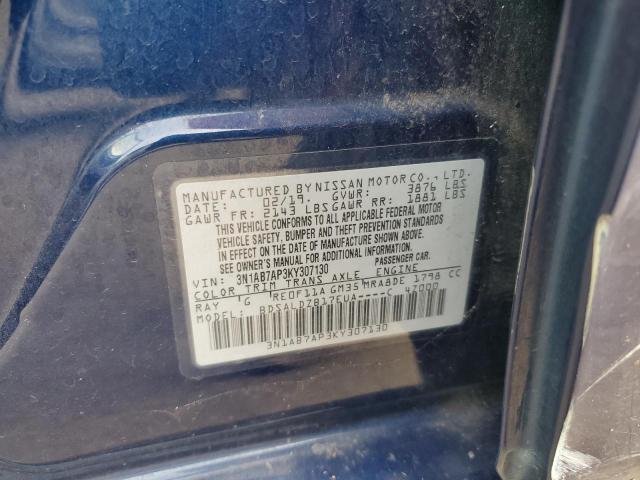 MANUFACTURED BY NISSAN MOTOR CO., LTD.
DATE: 02/19. GVWR: 3876 LBS
GAWR FR: 2143 LBS GAWR RR: 1881 LBS
THIS VEHICLE CONFORMS TO ALL APPLICABLE FEDERAL MOTOR
VEHICLE SAFETY, BUMPER AND THEFT PREVENTION STANDARDS
IN EFFECT ON THE DATE OF MANUFACTURE SHOWN ABOVE.
SEE OWNER'S MANUAL FOR ADDITIONAL INFORMATION.
VIN: 3N1AB7AP3KY307130 PASSENGER CAR.
COLOR TRIM TRANS AXLE ENGINE
RAY G RE0F11A GM35 MRA8DE 1798 CC
MODEL: BDSALDZB17EUA----C 42000
3N1AB7AP3KY307130